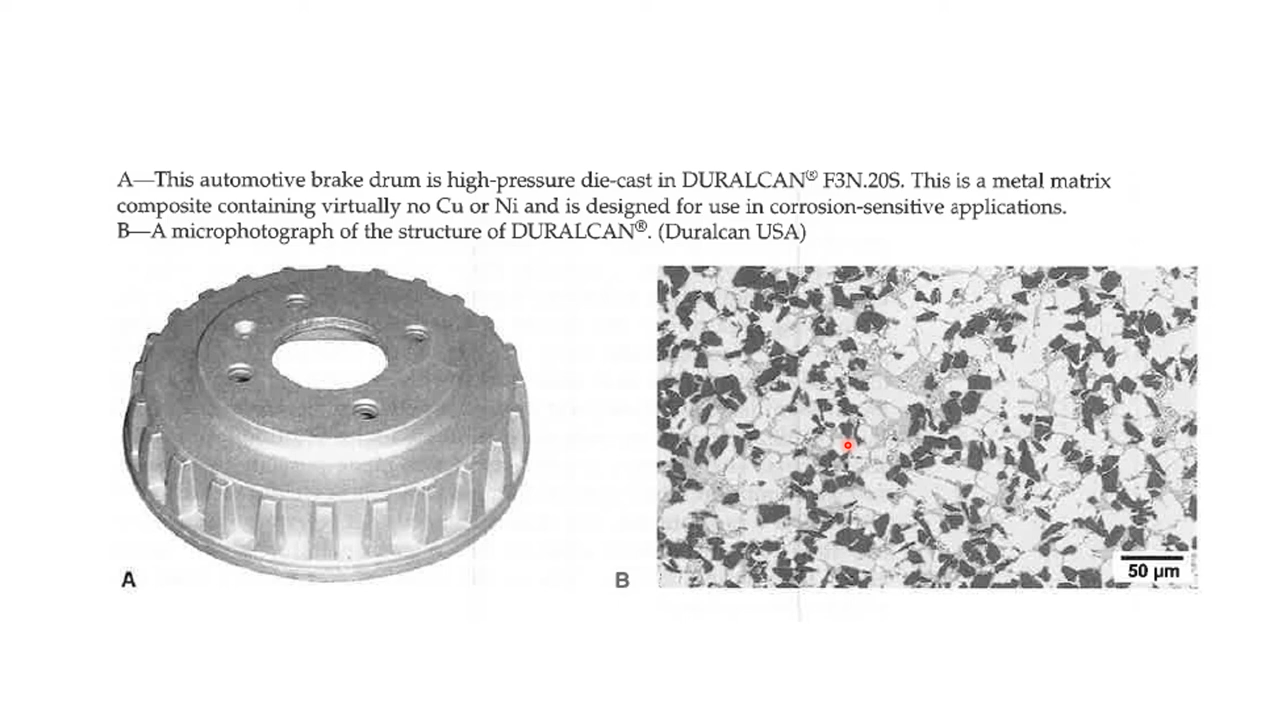 A—This automotive brake drum is high-pressure die-cast in DURALCAN® F3N.20S. This is a metal matrix
composite containing virtually no Cu or Ni and is designed for use in corrosion-sensitive applications.
B—A microphotograph of the structure of DURALCAN®. (Duralcan USA)
A
B
50 µm